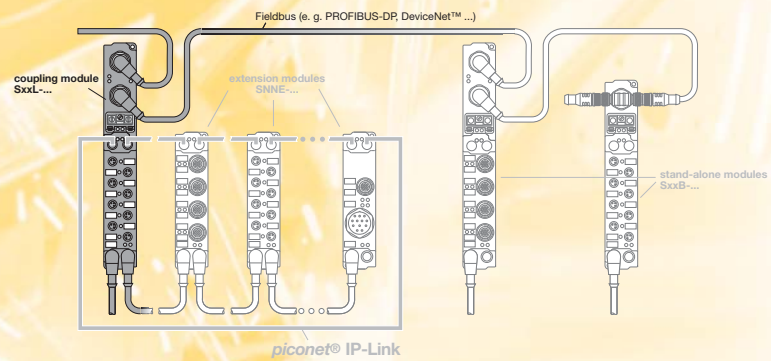 Fieldbus (e. g. PROFIBUS-DP, DeviceNet™ ...)
coupling module
SxxL-...
extension modules
SNNE-...
stand-alone modules
SxxB-...
piconet® IP-Link